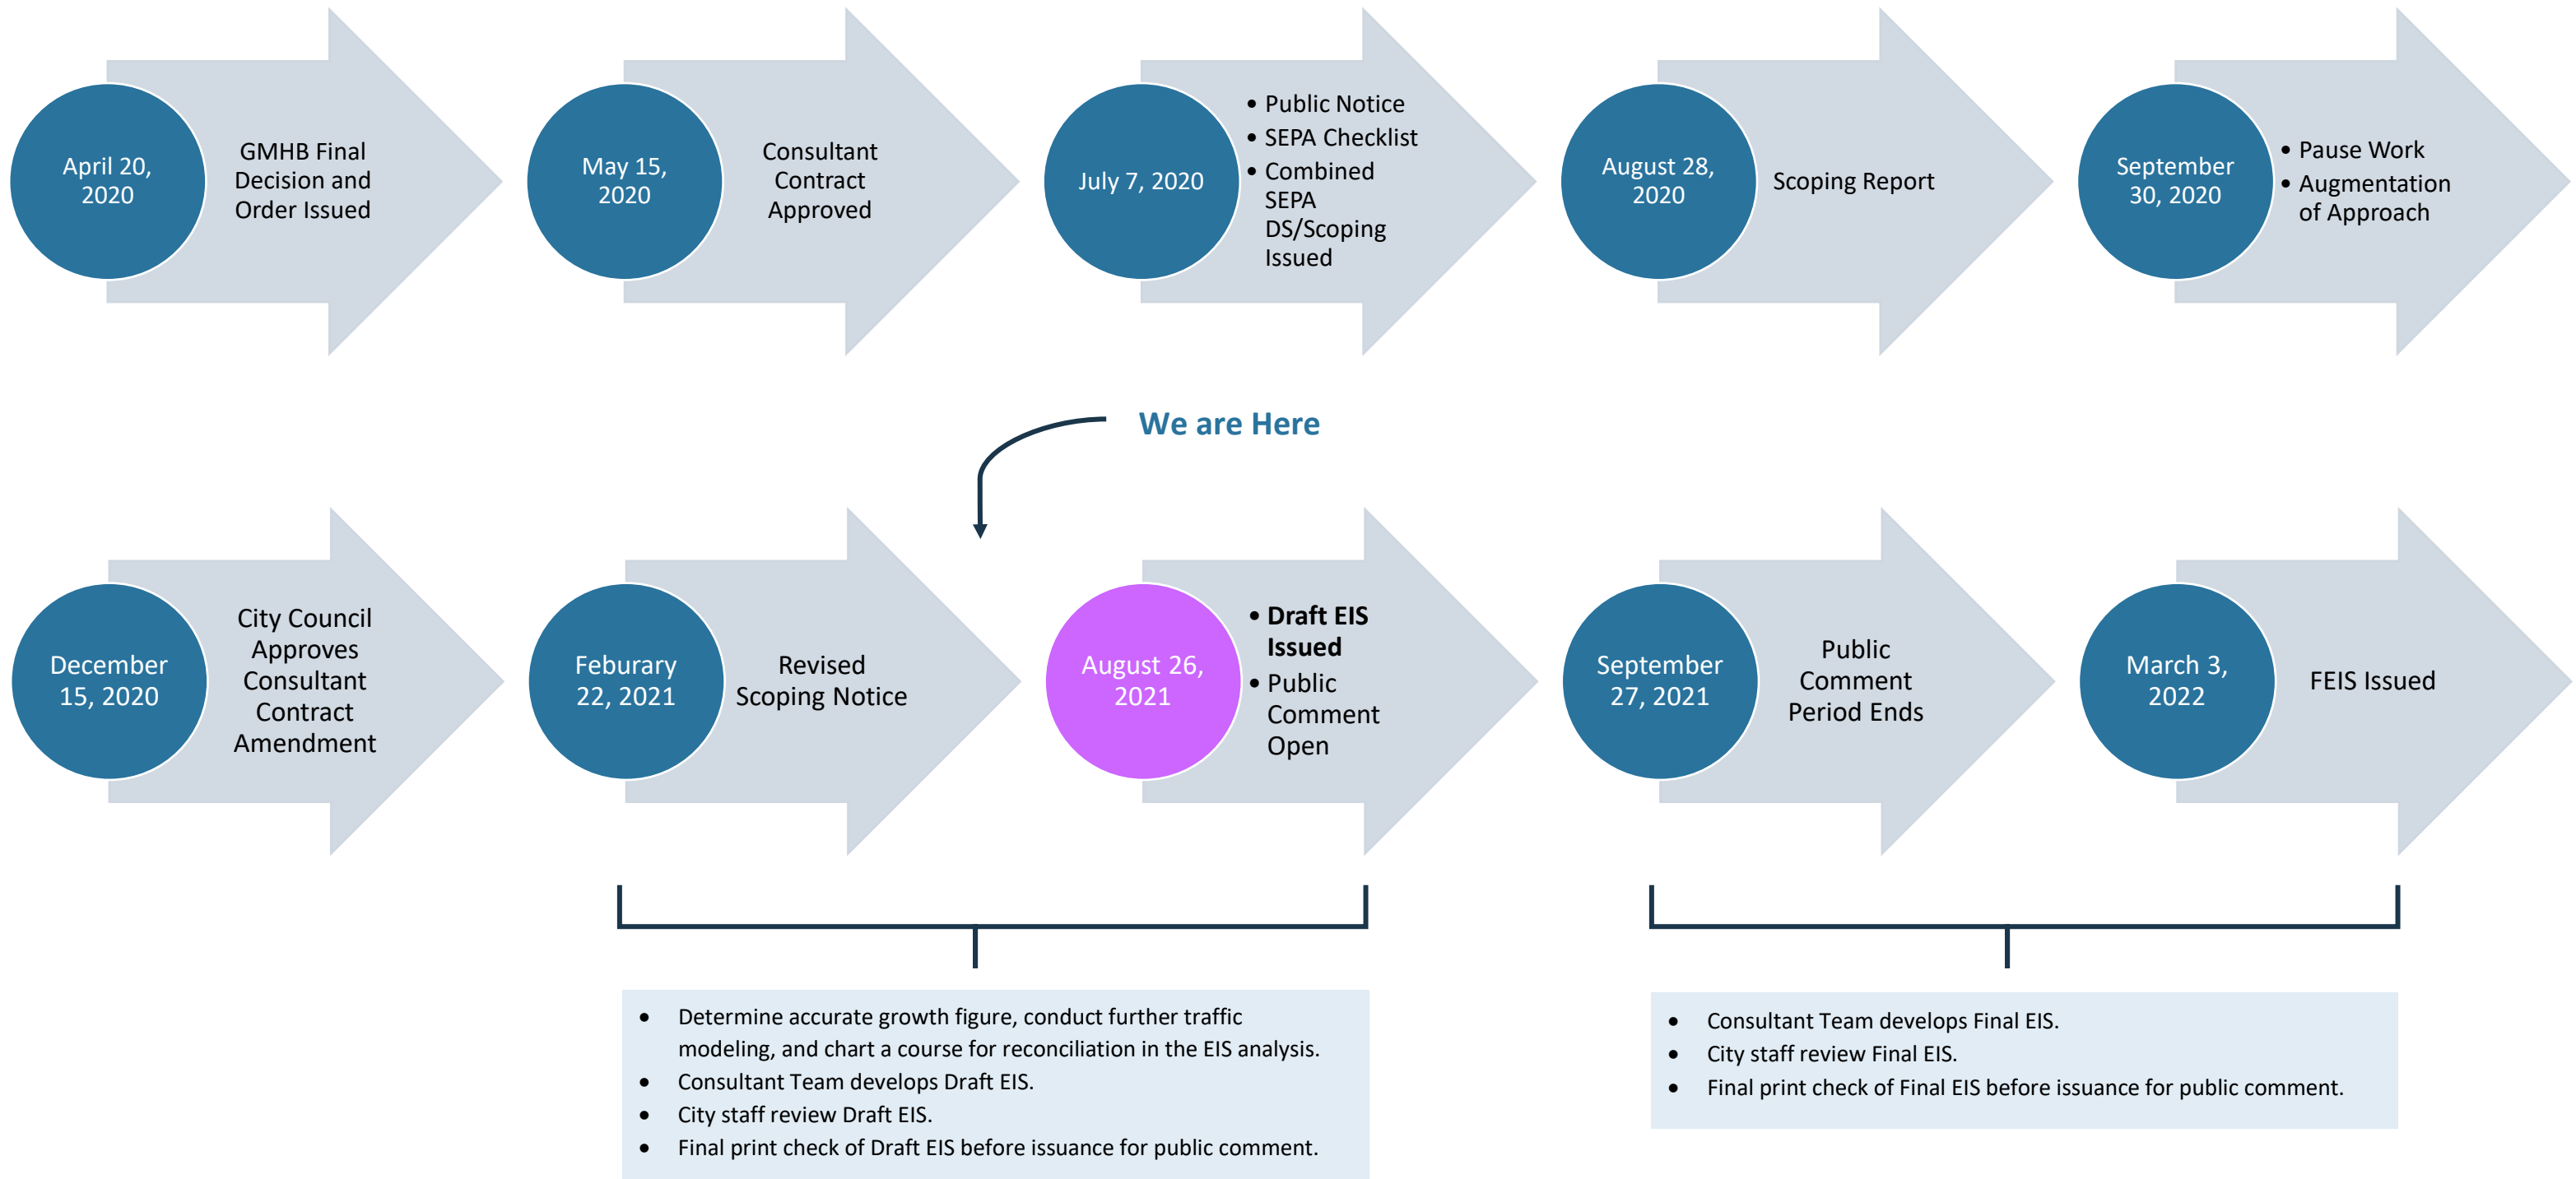 April 20,
2020
GMHB Final
Decision and
Order Issued
May 15,
2020
Consultant
Contract
Approved
July 7, 2020
• Public Notice
• SEPA Checklist
• Combined
SEPA
DS/Scoping
Issued
August 28,
2020
Scoping Report
September
30, 2020
• Pause Work
• Augmentation
of Approach
We are Here
December
15, 2020
City Council
Approves
Consultant
Contract
Amendment
Feburary
22, 2021
Revised
Scoping Notice
August 26,
2021
• Draft EIS
Issued
• Public
Comment
Open
September
27, 2021
Public
Comment
Period Ends
March 3,
2022
FEIS Issued
• Determine accurate growth figure, conduct further traffic
modeling, and chart a course for reconciliation in the EIS analysis.
• Consultant Team develops Draft EIS.
• City staff review Draft EIS.
• Final print check of Draft EIS before issuance for public comment.
• Consultant Team develops Final EIS.
• City staff review Final EIS.
• Final print check of Final EIS before issuance for public comment.